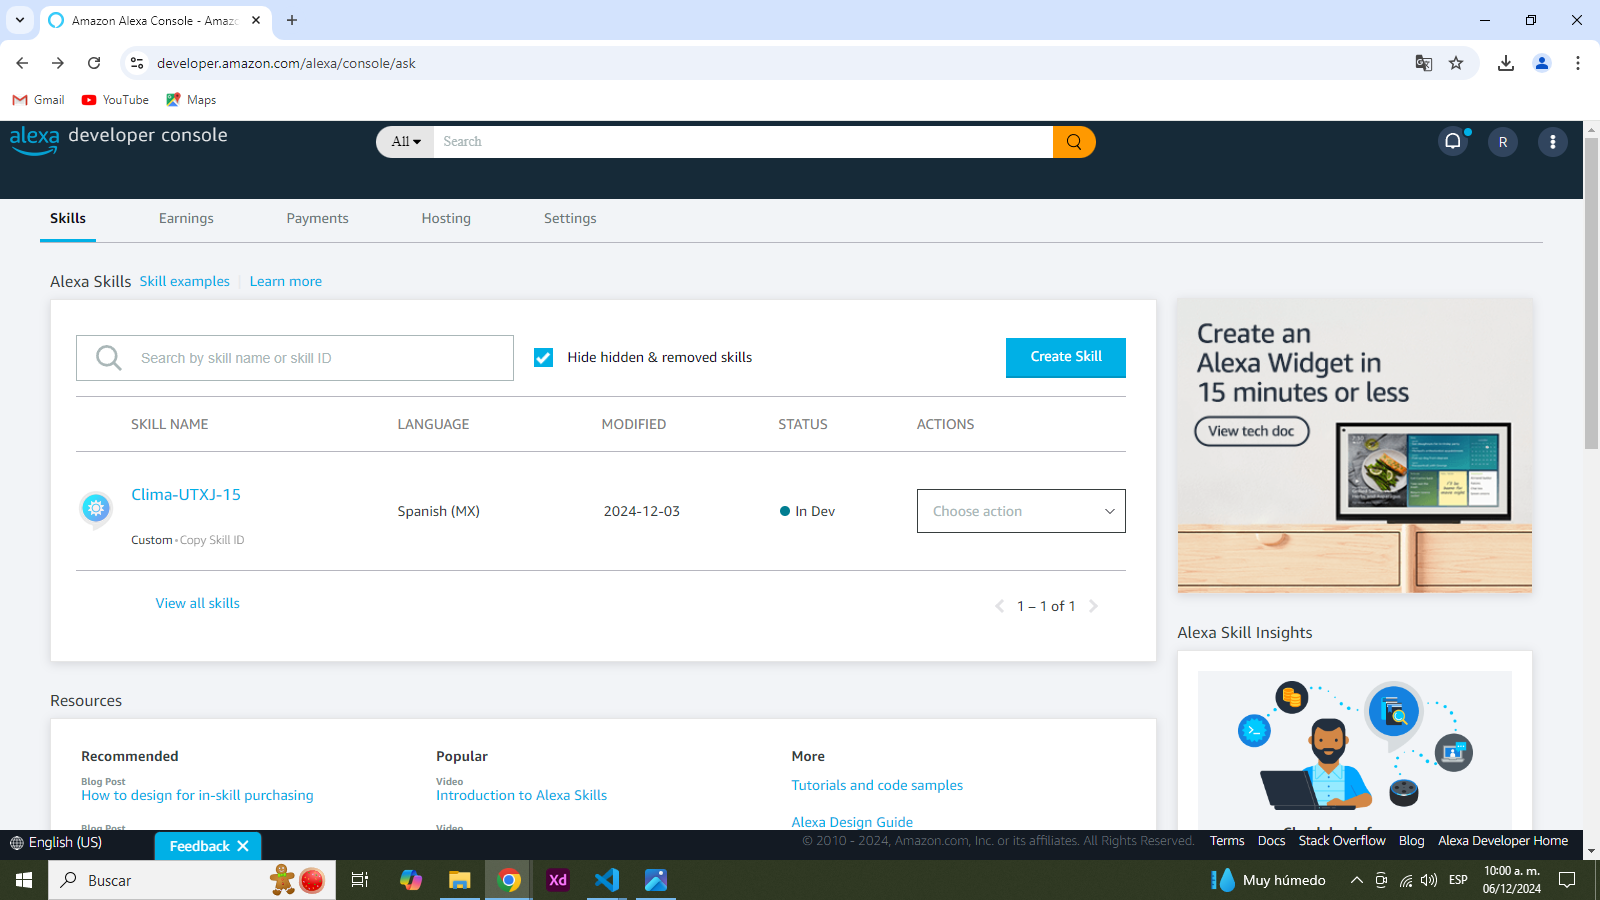 Amazon Alexa Console - Amaz
developer.amazon.com/alexa/console/ask
Gmail
YouTube
Maps
alexa developer console
All
Search
R
Skills
Earnings
Payments
Hosting
Settings
Alexa Skills
Skill examples
Learn more
Search by skill name or skill ID
Hide hidden & removed skills
Create Skill
SKILL NAME
LANGUAGE
MODIFIED
STATUS
ACTIONS
Clima-UTXJ-15
Custom • Copy Skill ID
Spanish (MX)
2024-12-03
In Dev
Choose action
View all skills
1 – 1 of 1
Create an
Alexa Widget in
15 minutes or less
View tech doc
Alexa Skill Insights
Resources
Recommended
Blog Post
How to design for in-skill purchasing
Blog Post
Popular
Video
Introduction to Alexa Skills
Video
More
Tutorials and code samples
Alexa Design Guide
English (US)
Feedback
© 2010 - 2024, Amazon.com, Inc. or its affiliates. All Rights Reserved.
Terms
Docs
Stack Overflow
Blog
Alexa Developer Home
Buscar
Xd
Muy húmedo
ESP
10:00 a. m.
06/12/2024